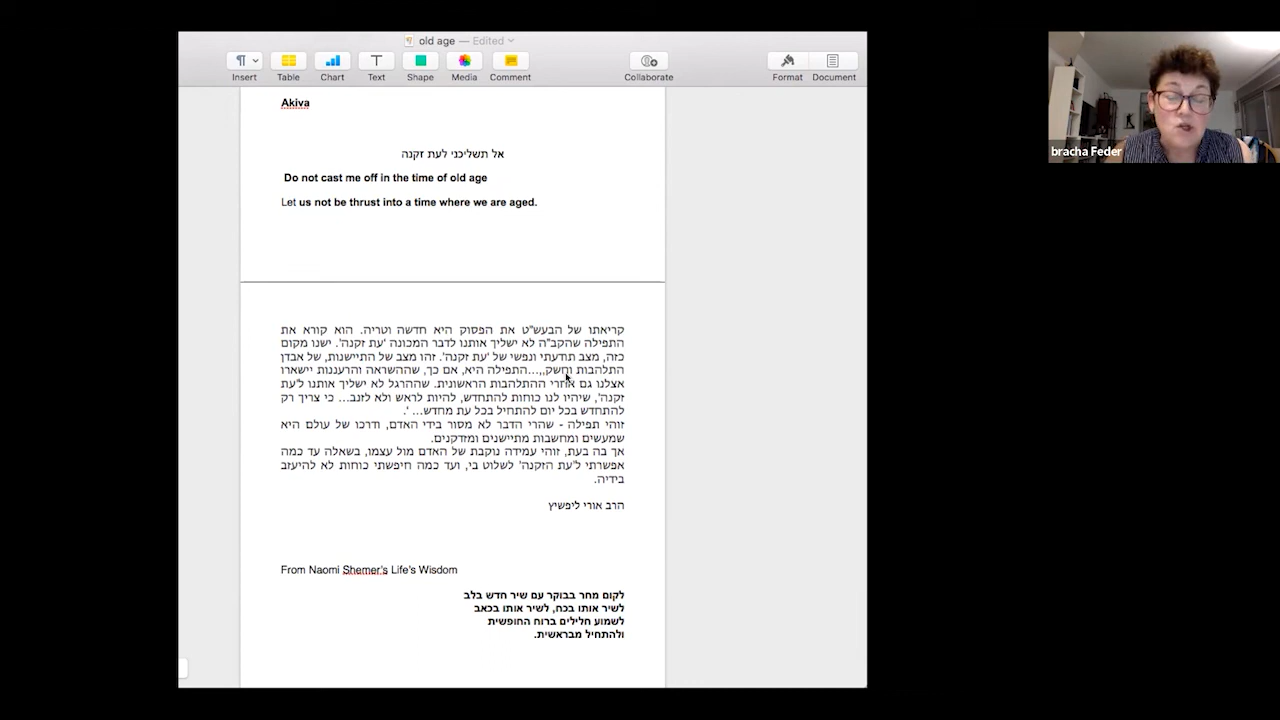 old age — Edited
Insert
Table
Chart
Text
Shape
Media
Comment
Collaborate
Format
Document
bracha Feder
Akiva
אל תשליכני לעת זקנה
Do not cast me off in the time of old age
Let us not be thrust into a time where we are aged.
קריאתו של הבעש"ט את הפסוק היא חדשה וטריה. הוא קורא את
התפילה שהקב"ה לא ישליך אותנו לדבר המכונה 'עת זקנה'. ישנו מקום
כזה, מצב תודעתי ונפשי של 'עת זקנה'. זהו מצב של התיישנות, של אבדן
התלהבות וחשק,,...התפילה היא, אם כך, שההשראה והרעננות יישארו
אצלנו גם אחרי ההתלהבות הראשונית. שההרגל לא ישליך אותנו ל'עת
זקנה', שיהיו לנו כוחות להתחדש, להיות לראש ולא לזנב... כי צריך רק
להתחדש בכל יום להתחיל בכל עת מחדש... '.
זוהי תפילה - שהרי הדבר לא מסור בידי האדם, ודרכו של עולם היא
שמעשים ומחשבות מתיישנים ומזדקנים.
אך בה בעת, זוהי עמידה נוקבת של האדם מול עצמו, בשאלה עד כמה
אפשרתי ל'עת הזקנה' לשלוט בי, ועד כמה חיפשתי כוחות לא להיעזב
בידיה.
הרב אורי ליפשיץ
From Naomi Shemer's Life's Wisdom
לקום מחר בבוקר עם שיר חדש בלב
לשיר אותו בכח, לשיר אותו בכאב
לשמוע חלילים ברוח החופשית
ולהתחיל מבראשית.